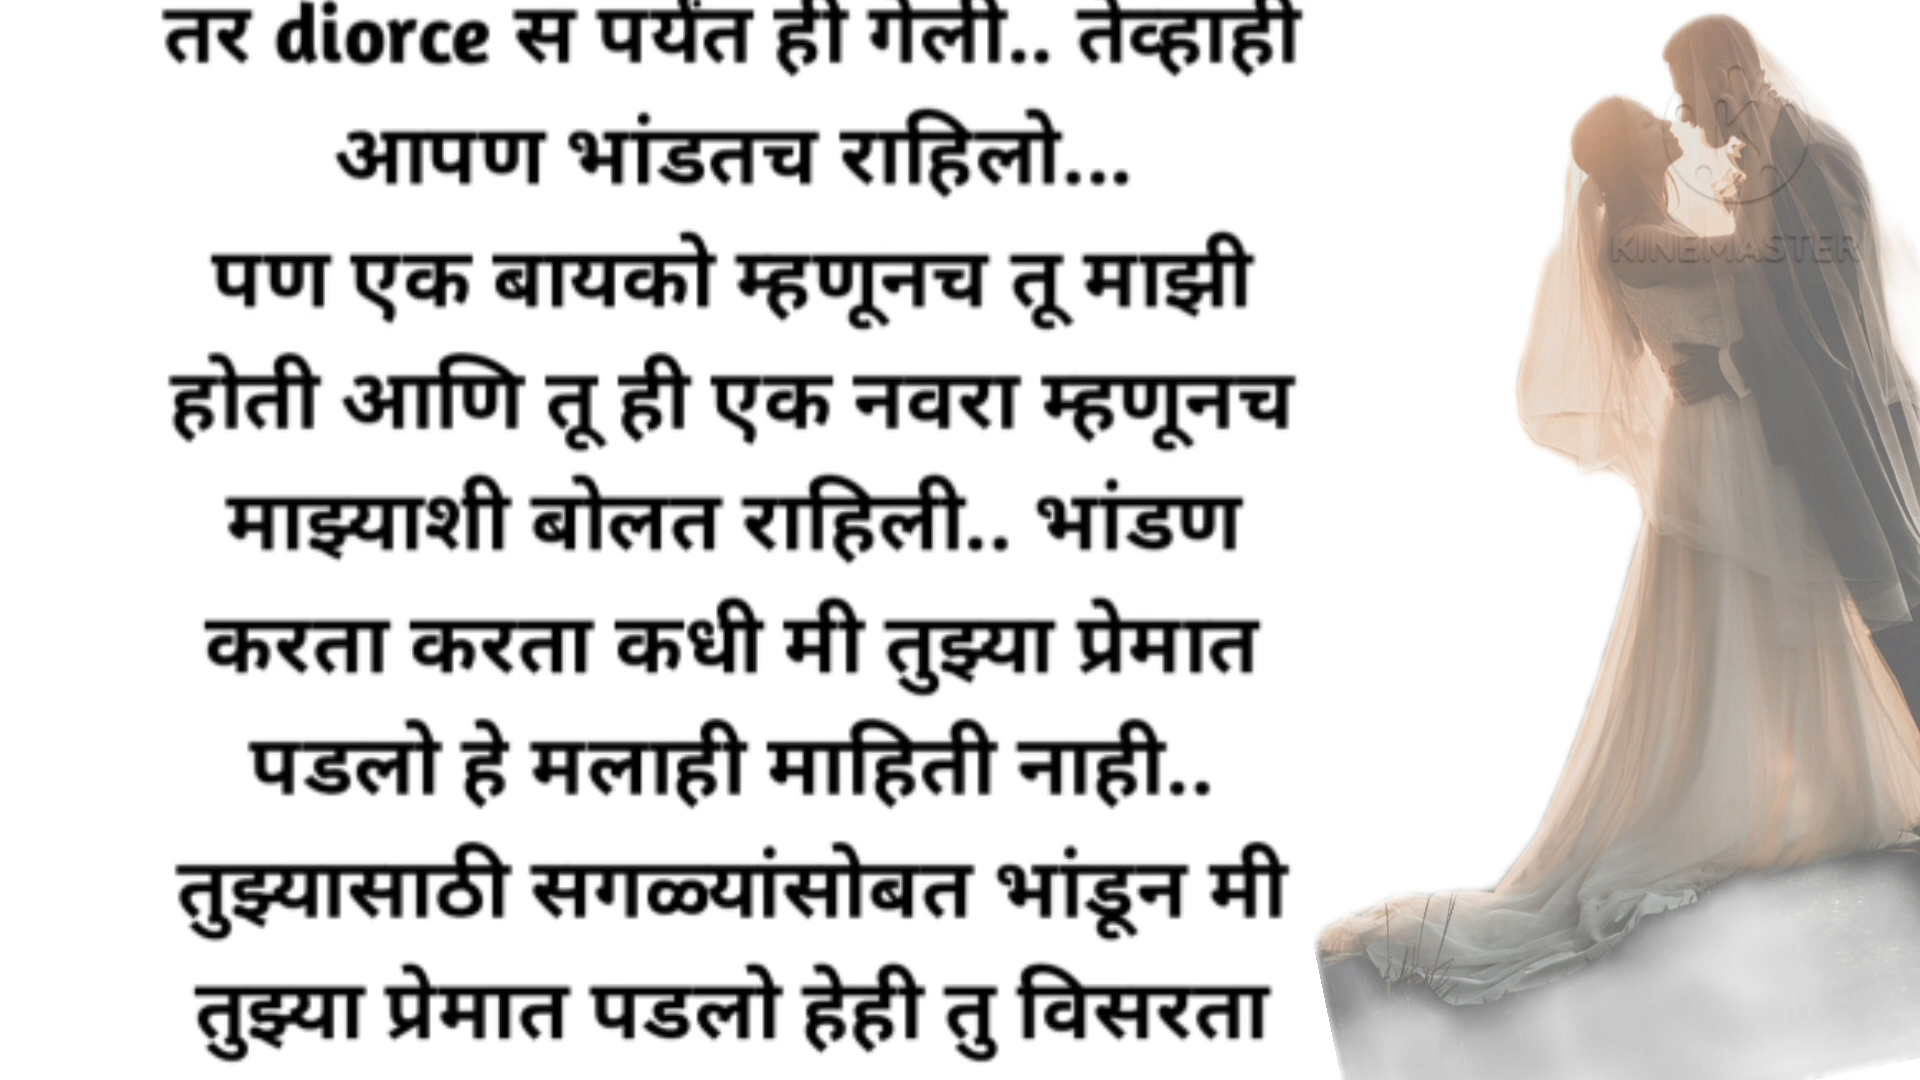 तर diorce स पर्यंत ही गेली.. तेव्हाही
आपण भांडतच राहिलो...
पण एक बायको म्हणूनच तू माझी
होती आणि तू ही एक नवरा म्हणूनच
माझ्याशी बोलत राहिली.. भांडण
करता करता कधी मी तुझ्या प्रेमात
पडलो हे मलाही माहिती नाही..
तुझ्यासाठी सगळ्यांसोबत भांडून मी
तुझ्या प्रेमात पडलो हेही तु विसरता
KINEMASTER